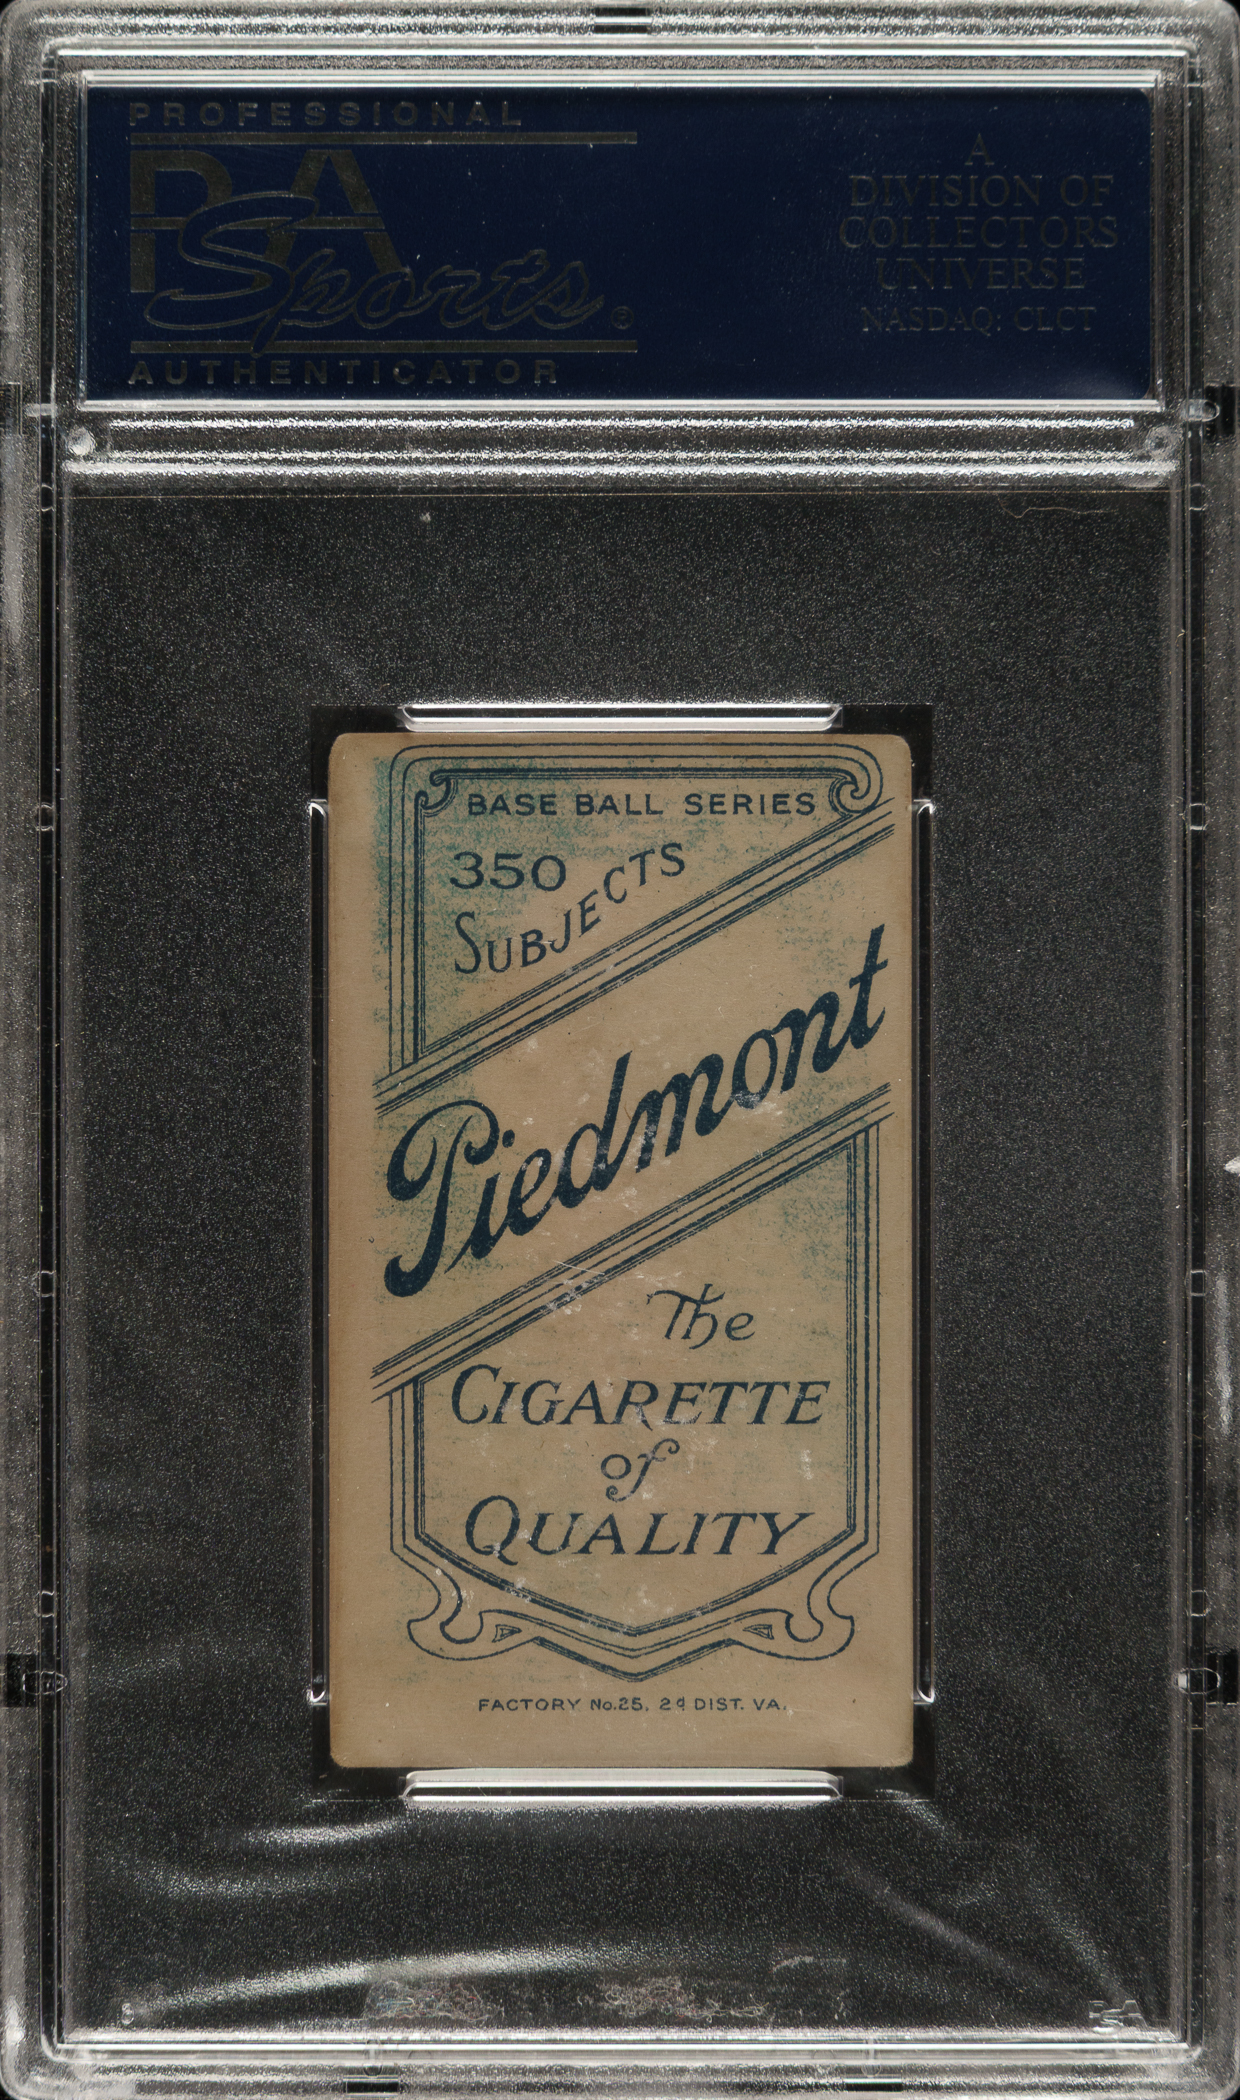 PROFESSIONAL
PSA
Sports®
AUTHENTICATOR
A
DIVISION OF
COLLECTORS
UNIVERSE
NASDAQ: CLCT
BASE BALL SERIES
350
SUBJECTS
Piedmont
The
CIGARETTE
of
QUALITY
FACTORY No.25, 2d DIST. VA.
PSA